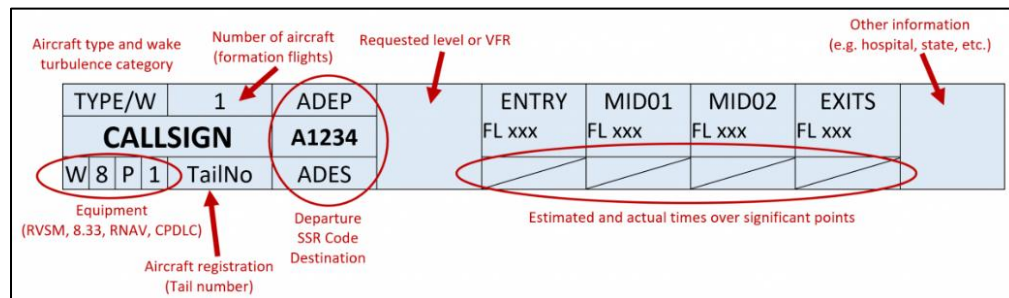 Aircraft type and wake
turbulence category
Number of aircraft
(formation flights)
Requested level or VFR
Other information
(e.g. hospital, state, etc.)
TYPE/W 1 ADEP ENTRY MID01 MID02 EXITS
FL xxx FL xxx FL xxx FL xxx
CALLSIGN A1234
W 8 P 1 TailNo ADES
Equipment
(RVSM, 8.33, RNAV, CPDLC)
Departure
SSR Code
Destination
Estimated and actual times over significant points
Aircraft registration
(Tail number)